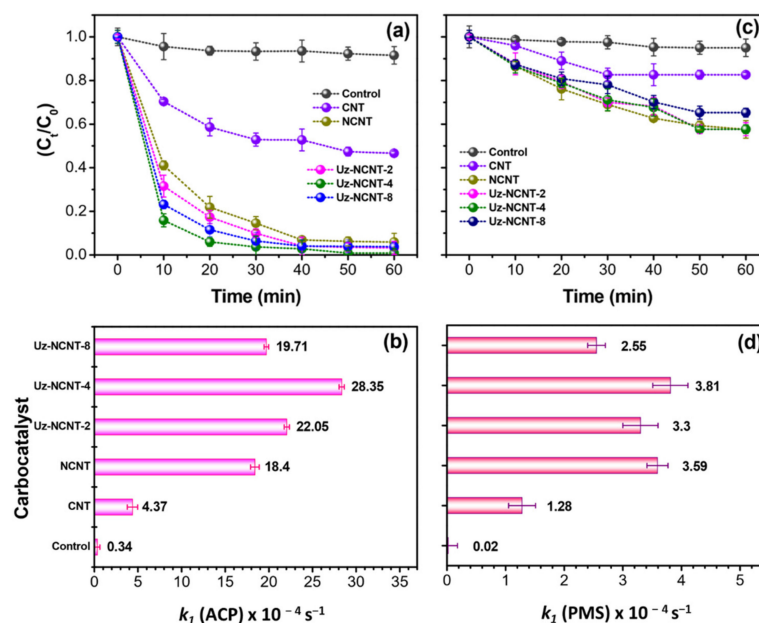 (a)
1.0
0.8
0.6
0.4
0.2
0.0
(Cₜ/C₀)
Control
CNT
NCNT
Uz-NCNT-2
Uz-NCNT-4
Uz-NCNT-8
0 10 20 30 40 50 60
Time (min)
(c)
Control
CNT
NCNT
Uz-NCNT-2
Uz-NCNT-4
Uz-NCNT-8
0 10 20 30 40 50 60
Time (min)
(b)
Carbocatalyst
Uz-NCNT-8 19.71
Uz-NCNT-4 28.35
Uz-NCNT-2 22.05
NCNT 18.4
CNT 4.37
Control 0.34
0 5 10 15 20 25 30 35
k₁ (ACP) x 10⁻⁴ s⁻¹
(d)
2.55
3.81
3.3
3.59
1.28
0.02
0 1 2 3 4 5
k₁ (PMS) x 10⁻⁴ s⁻¹